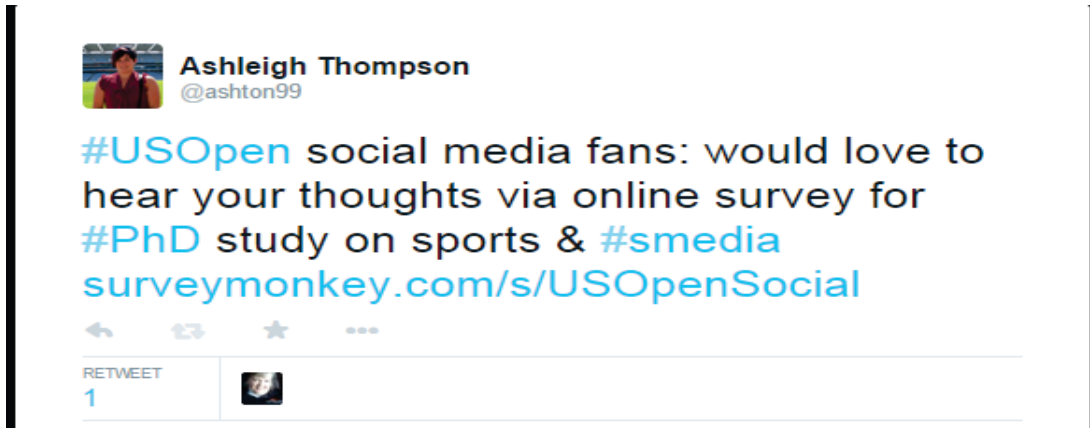 Ashleigh Thompson
@ashton99
#USOpen social media fans: would love to
hear your thoughts via online survey for
#PhD study on sports & #smedia
surveymonkey.com/s/USOpenSocial
RETWEET
1